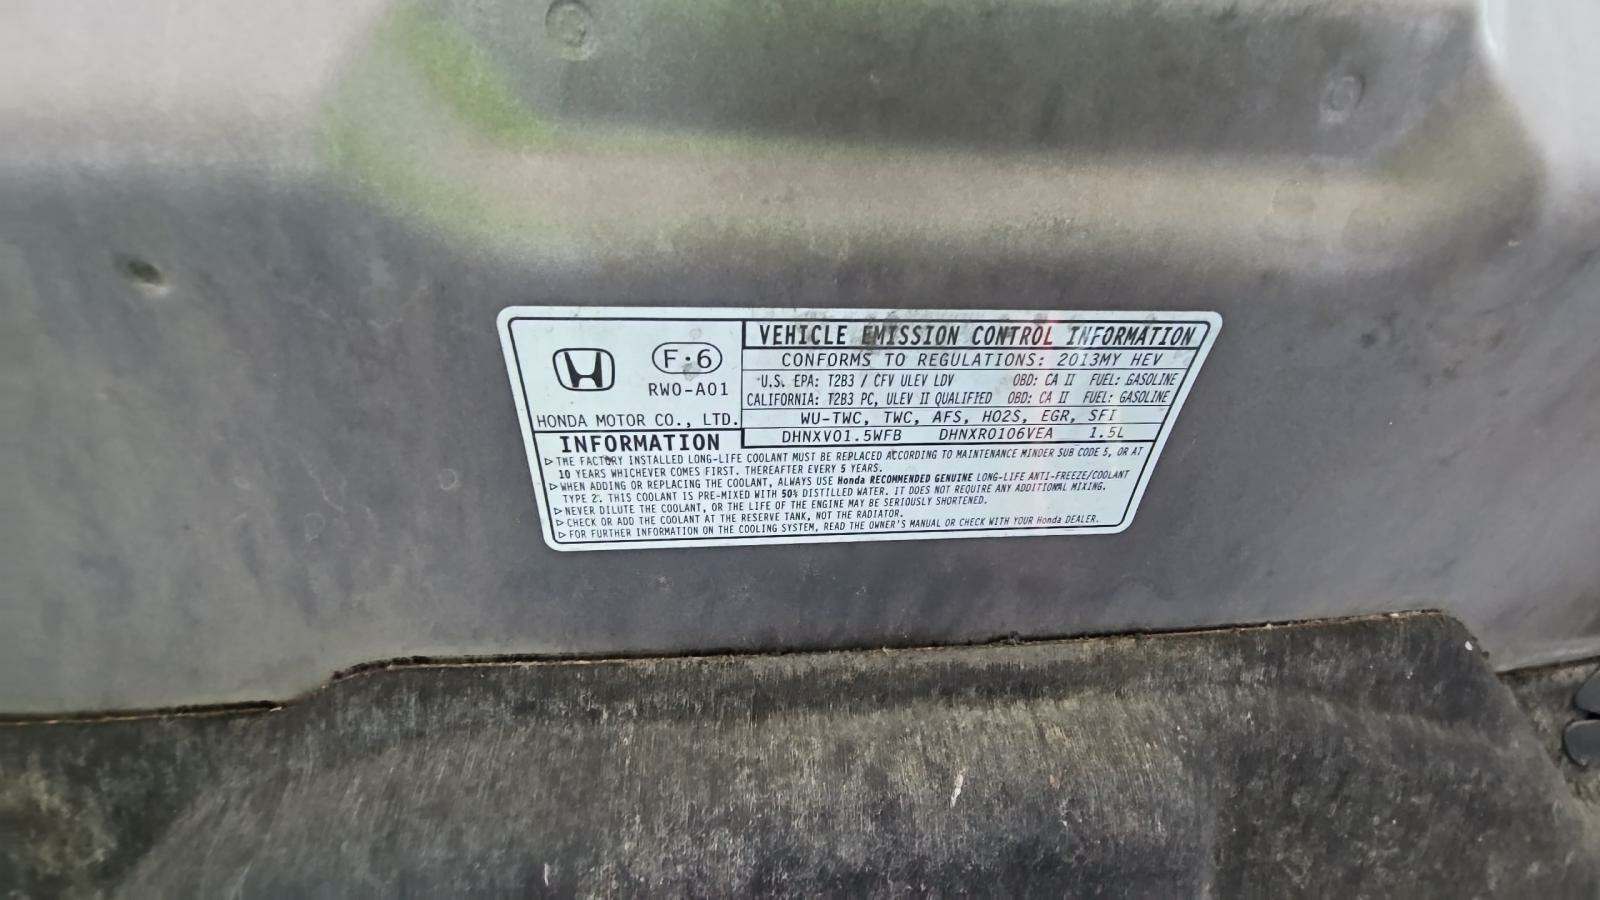 F·6
RW0-A01
HONDA MOTOR CO., LTD.
VEHICLE EMISSION CONTROL INFORMATION
CONFORMS TO REGULATIONS: 2013MY HEV
U.S. EPA: T2B3 / CFV ULEV LDV OBD: CA II FUEL: GASOLINE
CALIFORNIA: T2B3 PC, ULEV II QUALIFIED OBD: CA II FUEL: GASOLINE
WU-TWC, TWC, AFS, HO2S, EGR, SFI
DHNXV01.5WFB DHNXR0106VEA 1.5L
INFORMATION
▷THE FACTORY INSTALLED LONG-LIFE COOLANT MUST BE REPLACED ACCORDING TO MAINTENANCE MINDER SUB CODE 5, OR AT
10 YEARS WHICHEVER COMES FIRST. THEREAFTER EVERY 5 YEARS.
▷WHEN ADDING OR REPLACING THE COOLANT, ALWAYS USE Honda RECOMMENDED GENUINE LONG-LIFE ANTI-FREEZE/COOLANT
TYPE 2. THIS COOLANT IS PRE-MIXED WITH 50% DISTILLED WATER. IT DOES NOT REQUIRE ANY ADDITIONAL MIXING.
▷NEVER DILUTE THE COOLANT, OR THE LIFE OF THE ENGINE MAY BE SERIOUSLY SHORTENED.
▷CHECK OR ADD THE COOLANT AT THE RESERVE TANK, NOT THE RADIATOR.
▷FOR FURTHER INFORMATION ON THE COOLING SYSTEM, READ THE OWNER'S MANUAL OR CHECK WITH YOUR Honda DEALER.